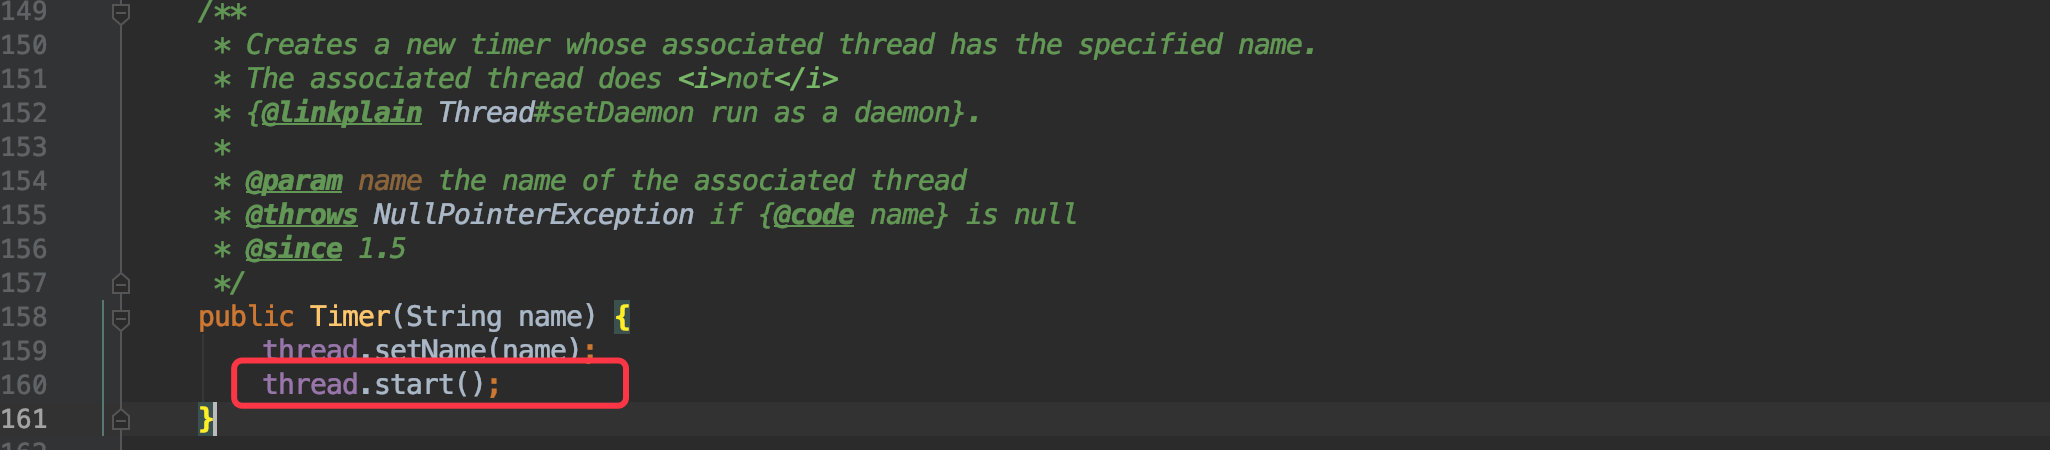 149 /**
150 * Creates a new timer whose associated thread has the specified name.
151 * The associated thread does <i>not</i>
152 * {@linkplain Thread#setDaemon run as a daemon}.
153 *
154 * @param name the name of the associated thread
155 * @throws NullPointerException if {@code name} is null
156 * @since 1.5
157 */
158 public Timer(String name) {
159 thread.setName(name);
160 thread.start();
161 }
162